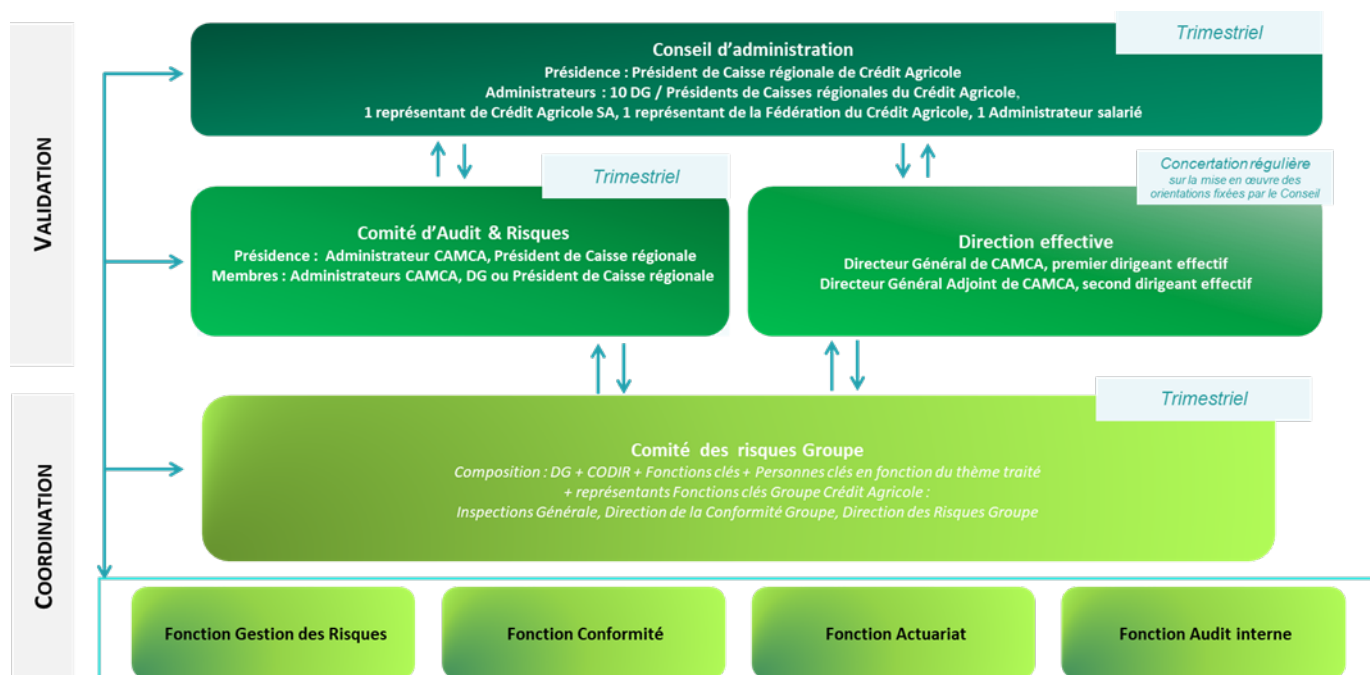 VALIDATION
Trimestriel
Conseil d'administration
Présidence : Président de Caisse régionale de Crédit Agricole
Administrateurs : 10 DG / Présidents de Caisses régionales du Crédit Agricole,
1 représentant de Crédit Agricole SA, 1 représentant de la Fédération du Crédit Agricole, 1 Administrateur salarié
Trimestriel
Comité d'Audit & Risques
Présidence : Administrateur CAMCA, Président de Caisse régionale
Membres : Administrateurs CAMCA, DG ou Président de Caisse régionale
Concertation régulière
sur la mise en œuvre des
orientations fixées par le Conseil
Direction effective
Directeur Général de CAMCA, premier dirigeant effectif
Directeur Général Adjoint de CAMCA, second dirigeant effectif
COORDINATION
Trimestriel
Comité des risques Groupe
Composition : DG + CODIR + Fonctions clés + Personnes clés en fonction du thème traité
+ représentants Fonctions clés Groupe Crédit Agricole :
Inspections Générale, Direction de la Conformité Groupe, Direction des Risques Groupe
Fonction Gestion des Risques
Fonction Conformité
Fonction Actuariat
Fonction Audit interne